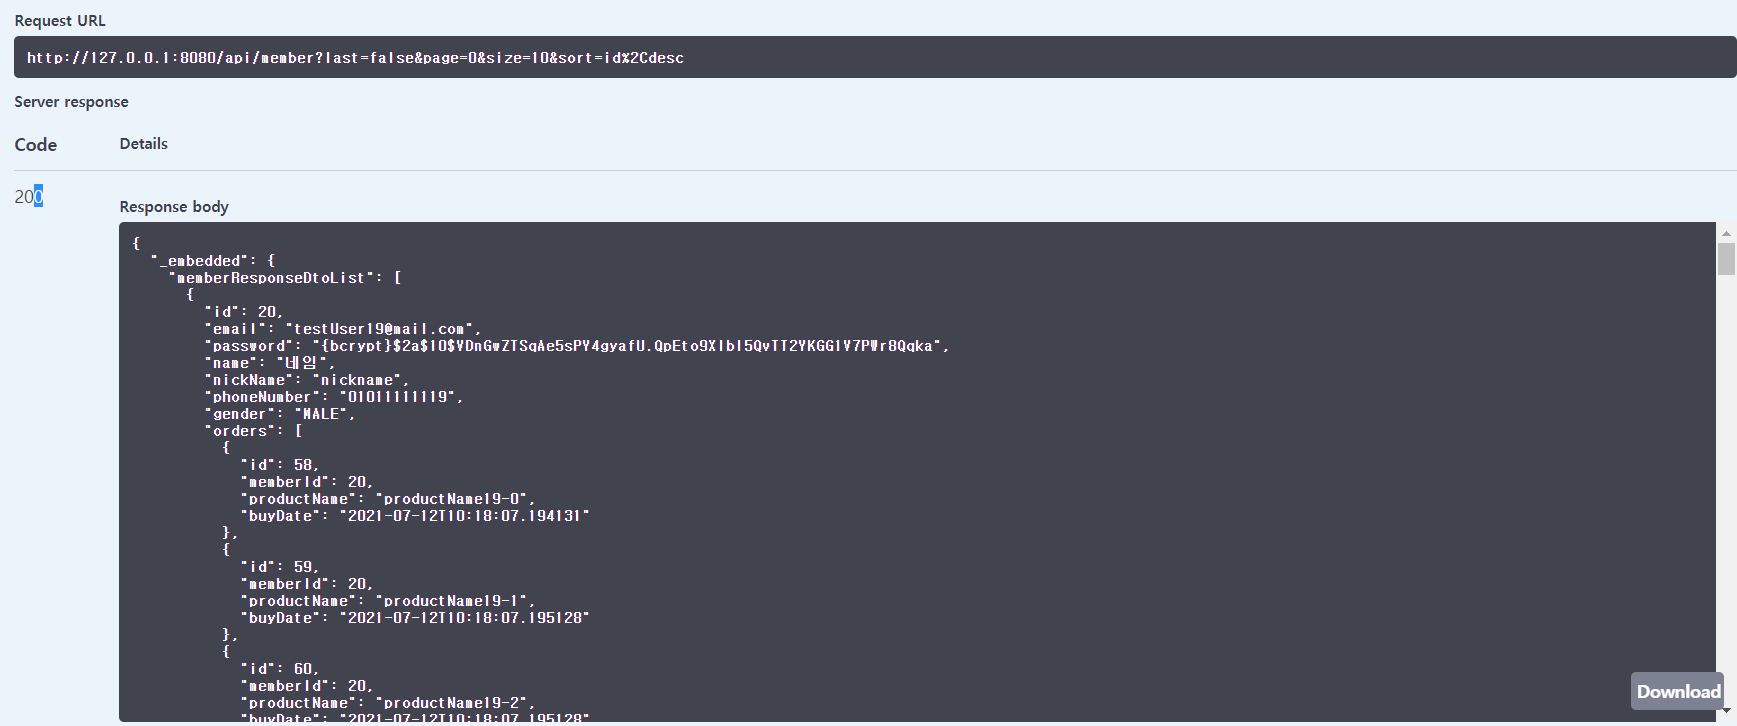 Request URL
http://127.0.0.1:8080/api/member?last=false&page=0&size=10&sort=id%2Cdesc
Server response
Code Details
200
Response body
{
"_embedded": {
"memberResponseDtoList": [
{
"id": 20,
"email": "testUser19@mail.com",
"password": "{bcrypt}$2a$10$VDnGwZTSqAe5sPY4gyafU.QpEto9XIbI5QvTT2YKGG1V7PWr8Qqka",
"name": "네임",
"nickName": "nickname",
"phoneNumber": "01011111119",
"gender": "MALE",
"orders": [
{
"id": 58,
"memberId": 20,
"productName": "productName19-0",
"buyDate": "2021-07-12T10:18:07.194131"
},
{
"id": 59,
"memberId": 20,
"productName": "productName19-1",
"buyDate": "2021-07-12T10:18:07.195128"
},
{
"id": 60,
"memberId": 20,
"productName": "productName19-2",
"buyDate": "2021-07-12T10:18:07.195128"
Download